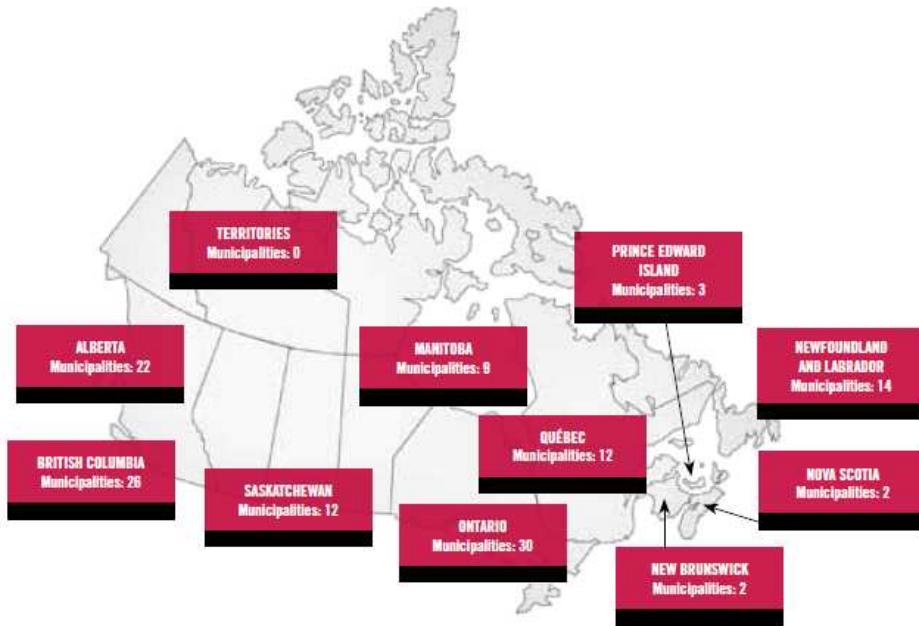 TERRITORIES
Municipalities: 0
PRINCE EDWARD
ISLAND
Municipalities: 3
ALBERTA
Municipalities: 22
MANITOBA
Municipalities: 9
NEWFOUNDLAND
AND LABRADOR
Municipalities: 14
QUÉBEC
Municipalities: 12
BRITISH COLUMBIA
Municipalities: 26
SASKATCHEWAN
Municipalities: 12
NOVA SCOTIA
Municipalities: 2
ONTARIO
Municipalities: 30
NEW BRUNSWICK
Municipalities: 2